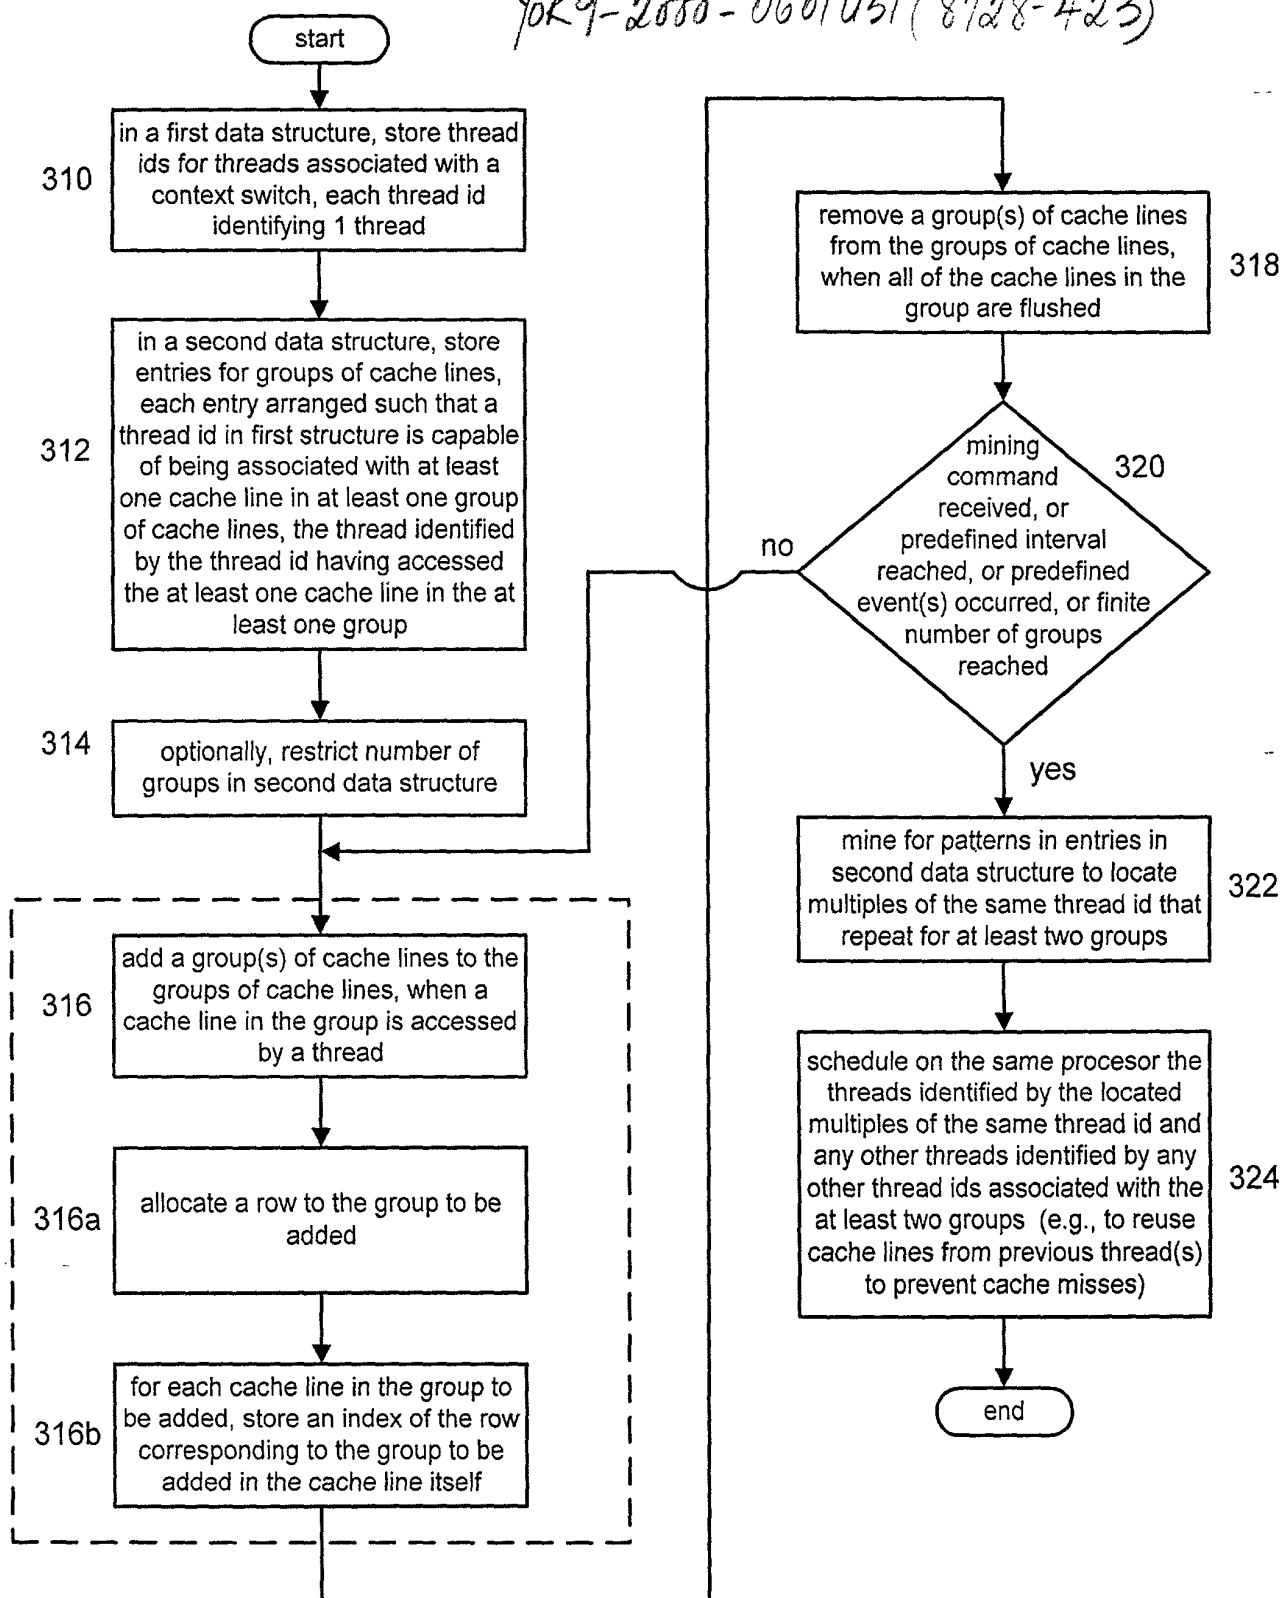 YOR9-2000-0601US1 (8728-423)
start
310
in a first data structure, store thread
ids for threads associated with a
context switch, each thread id
identifying 1 thread
312
in a second data structure, store
entries for groups of cache lines,
each entry arranged such that a
thread id in first structure is capable
of being associated with at least
one cache line in at least one group
of cache lines, the thread identified
by the thread id having accessed
the at least one cache line in the at
least one group
314
optionally, restrict number of
groups in second data structure
316
add a group(s) of cache lines to the
groups of cache lines, when a
cache line in the group is accessed
by a thread
316a
allocate a row to the group to be
added
316b
for each cache line in the group to
be added, store an index of the row
corresponding to the group to be
added in the cache line itself
remove a group(s) of cache lines
from the groups of cache lines,
when all of the cache lines in the
group are flushed
318
mining
command
received, or
predefined interval
reached, or predefined
event(s) occurred, or finite
number of groups
reached
320
no
yes
mine for patterns in entries in
second data structure to locate
multiples of the same thread id that
repeat for at least two groups
322
schedule on the same procesor the
threads identified by the located
multiples of the same thread id and
any other threads identified by any
other thread ids associated with the
at least two groups (e.g., to reuse
cache lines from previous thread(s)
to prevent cache misses)
324
end